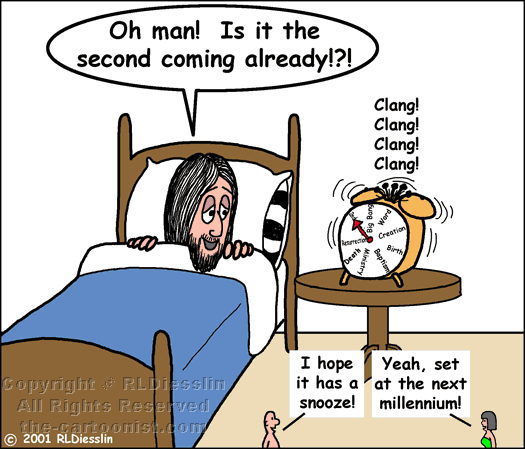 Oh man! Is it the
second coming already!?!
Clang!
Clang!
Clang!
Clang!
Big Bang
Word
Creation
Birth
Baptism
Ministry
Death
Resurrection
I hope
it has a
snooze!
Yeah, set
at the next
millennium!
Copyright RLDiesslin
All Rights Reserved
the-cartoonist.com
© 2001 RLDiesslin